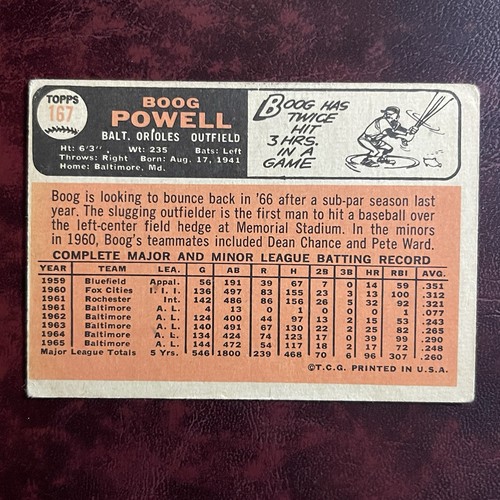 TOPPS
167
BOOG
POWELL
BALT. ORIOLES OUTFIELD
Ht: 6'3", Wt: 235 Bats: Left
Throws: Right Born: Aug. 17, 1941
Home: Baltimore, Md.
BOOG HAS
TWICE
HIT
3 HRS.
IN A
GAME
Boog is looking to bounce back in '66 after a sub-par season last
year. The slugging outfielder is the first man to hit a baseball over
the left-center field hedge at Memorial Stadium. In the minors
in 1960, Boog's teammates included Dean Chance and Pete Ward.
COMPLETE MAJOR AND MINOR LEAGUE BATTING RECORD
YEAR TEAM LEA. G AB R H 2B 3B HR RBI AVG.
1959 Bluefield Appal. 56 191 39 67 7 0 14 59 .351
1960 Fox Cities I. I. I. 136 497 83 155 23 3 13 100 .312
1961 Rochester Int. 142 486 86 156 26 5 32 92 .321
1961 Baltimore A. L. 4 13 0 1 0 0 0 1 .077
1962 Baltimore A. L. 124 400 44 97 13 2 15 53 .243
1963 Baltimore A. L. 140 491 67 130 22 2 25 82 .265
1964 Baltimore A. L. 134 424 74 123 17 0 39 99 .290
1965 Baltimore A. L. 144 472 54 117 18 2 17 72 .248
Major League Totals 5 Yrs. 546 1800 239 468 70 6 96 307 .260
©T.C.G. PRINTED IN U.S.A.